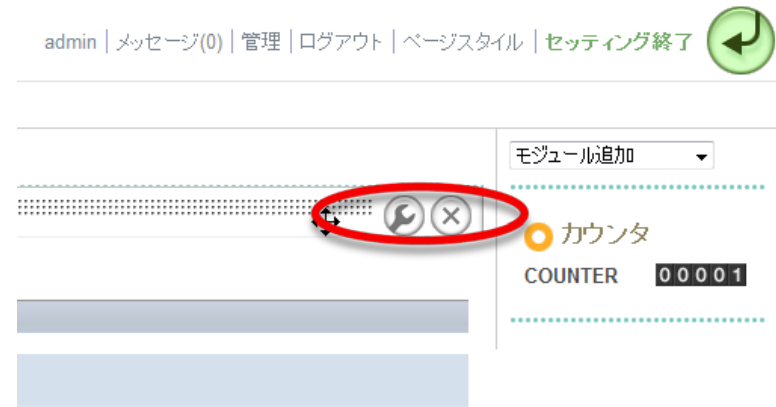 admin | メッセージ(0) | 管理 | ログアウト | ページスタイル | セッティング終了
モジュール追加
カウンタ
COUNTER 00001